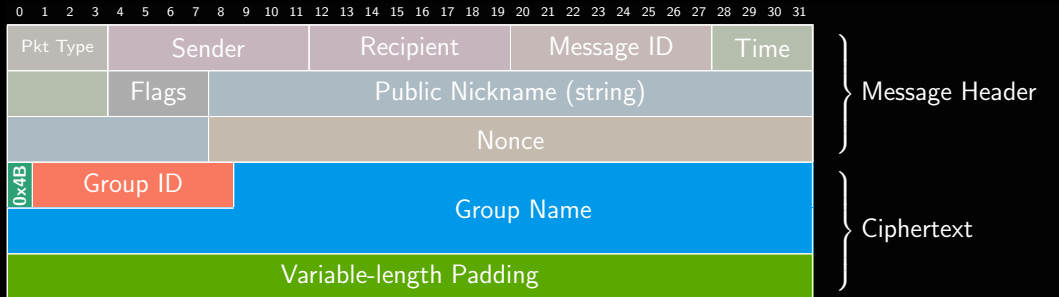 0 1 2 3 4 5 6 7 8 9 10 11 12 13 14 15 16 17 18 19 20 21 22 23 24 25 26 27 28 29 30 31
Pkt Type Sender Recipient Message ID Time
Flags Public Nickname (string)
Message Header
Nonce
0x4B Group ID
Group Name
Ciphertext
Variable-length Padding